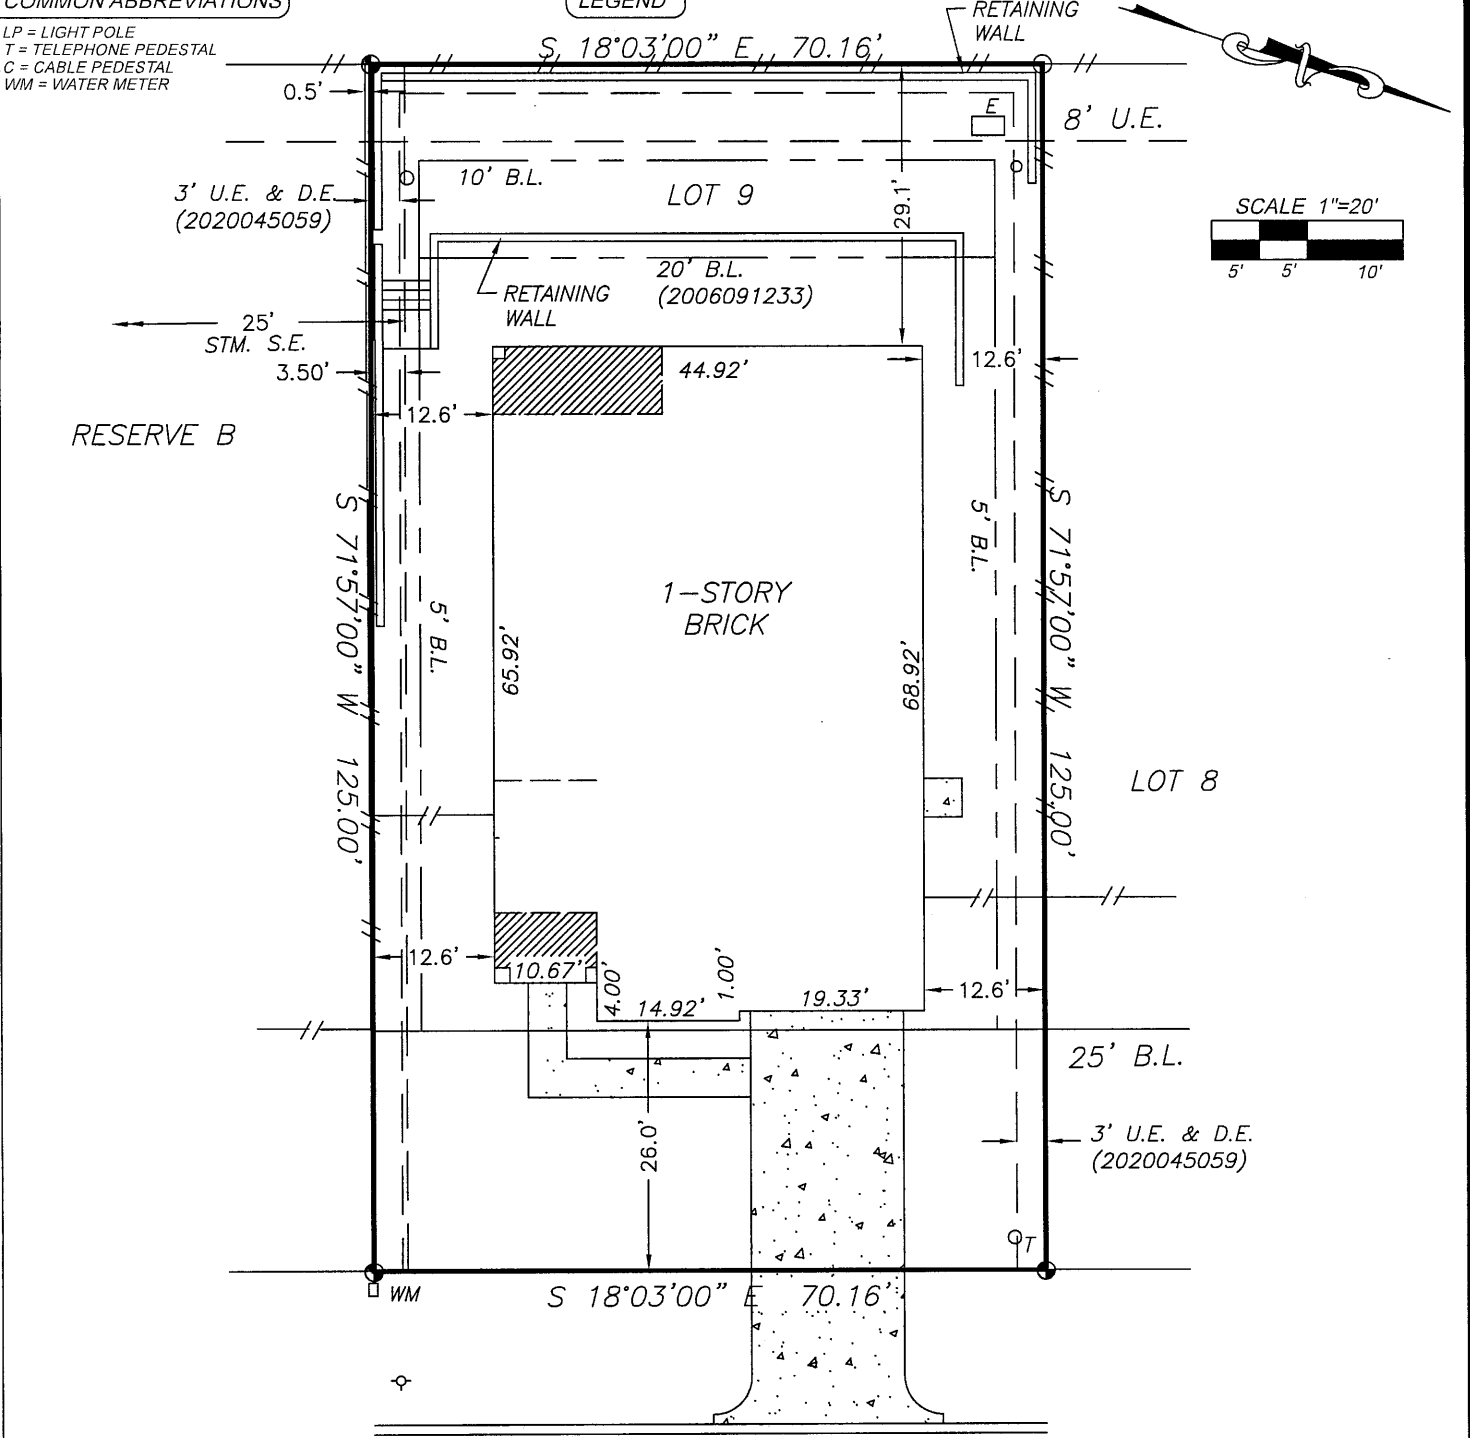 COMMON ABBREVIATIONS
LEGEND
LP = LIGHT POLE
T = TELEPHONE PEDESTAL
C = CABLE PEDESTAL
WM = WATER METER
RETAINING
WALL
S 18°03'00" E 70.16'
N
0.5'
E
8' U.E.
10' B.L.
LOT 9
3' U.E. & D.E.
(2020045059)
29.1'
SCALE 1"=20'
5' 5' 10'
20' B.L.
(2006091233)
RETAINING
WALL
25'
STM. S.E.
3.50'
44.92'
12.6'
12.6'
RESERVE B
S 71°57'00" W 125.00'
5' B.L.
65.92'
1-STORY
BRICK
68.92'
5' B.L.
S 71°57'00" W 125.00'
LOT 8
12.6'
10.67'
4.00'
14.92'
1.00'
19.33'
12.6'
25' B.L.
26.0'
3' U.E. & D.E.
(2020045059)
T
WM
S 18°03'00" E 70.16'